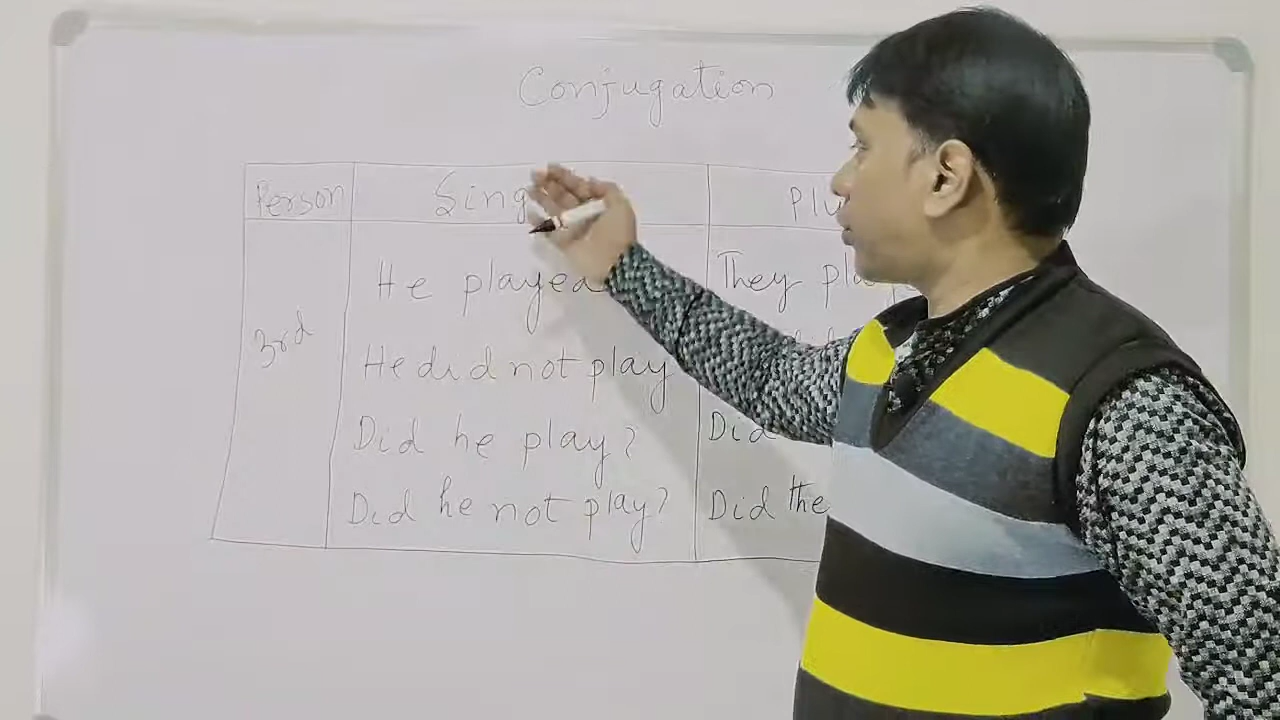 Conjugation
Person Sing Plu
He played They play
3rd
He did not play
Did he play? Did
Did he not play? Did the